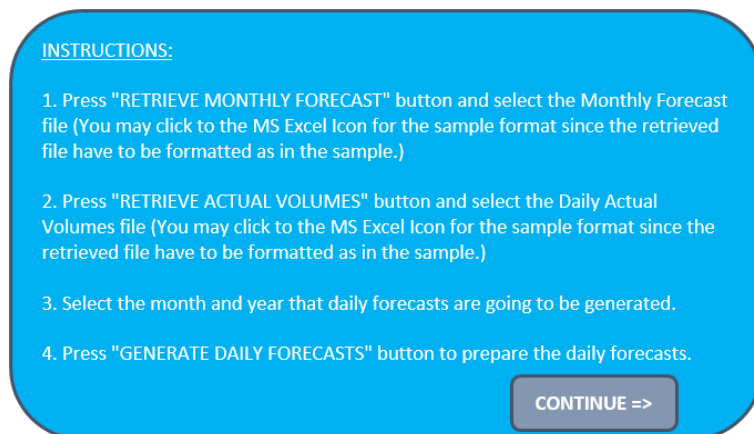 INSTRUCTIONS:
1. Press "RETRIEVE MONTHLY FORECAST" button and select the Monthly Forecast
file (You may click to the MS Excel Icon for the sample format since the retrieved
file have to be formatted as in the sample.)
2. Press "RETRIEVE ACTUAL VOLUMES" button and select the Daily Actual
Volumes file (You may click to the MS Excel Icon for the sample format since the
retrieved file have to be formatted as in the sample.)
3. Select the month and year that daily forecasts are going to be generated.
4. Press "GENERATE DAILY FORECASTS" button to prepare the daily forecasts.
CONTINUE =>